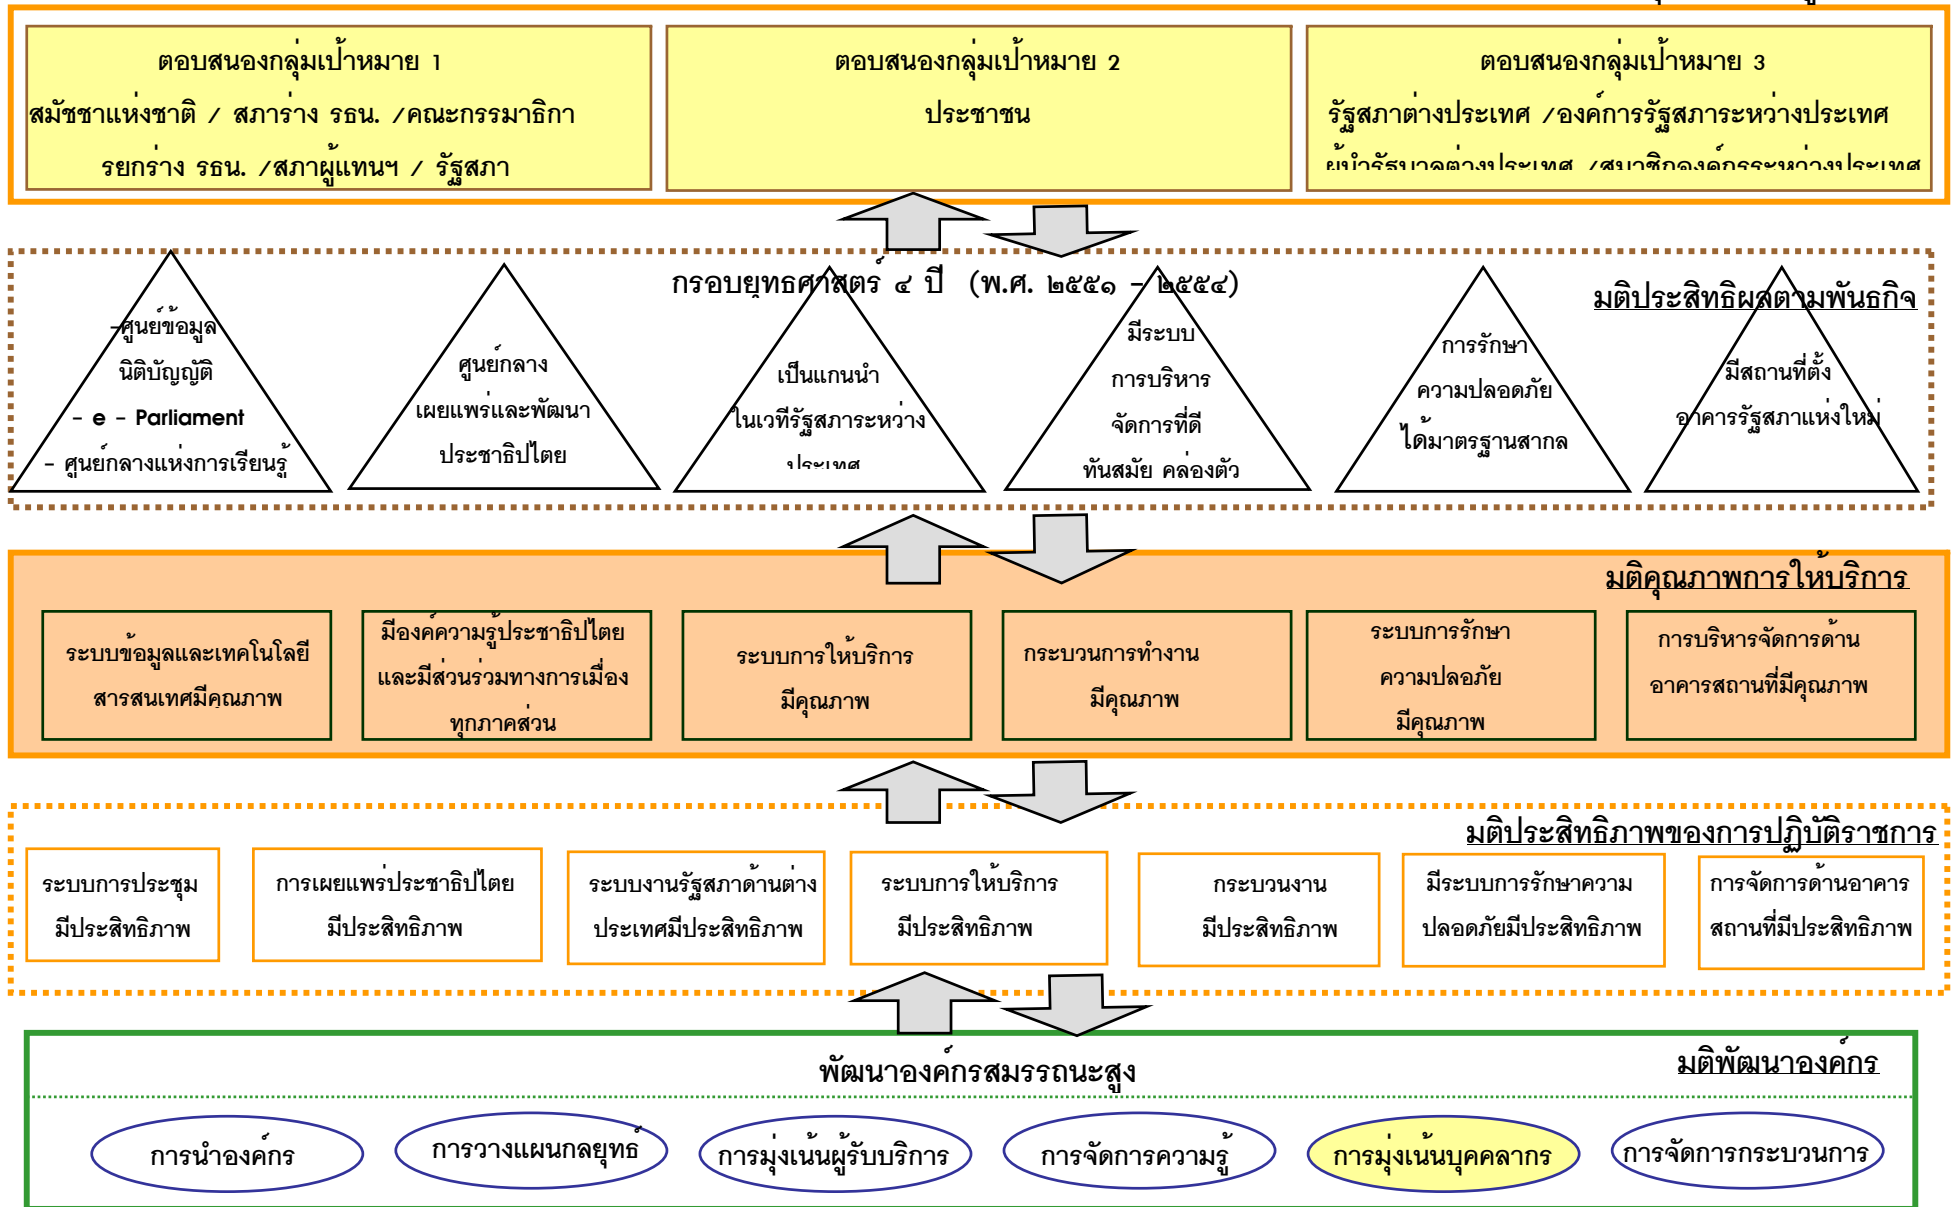 ตอบสนองกลุ่มเป้าหมาย 1
สมัชชาแห่งชาติ / สภาร่าง รธน. /คณะกรรมาธิกา
รยกร่าง รธน. /สภาผู้แทนฯ / รัฐสภา
ตอบสนองกลุ่มเป้าหมาย 2
ประชาชน
ตอบสนองกลุ่มเป้าหมาย 3
รัฐสภาต่างประเทศ /องค์การรัฐสภาระหว่างประเทศ
ผู้นำรัฐบาลต่างประเทศ /สมาชิกองค์กรระหว่างประเทศ
กรอบยุทธศาสตร์ ๔ ปี (พ.ศ. ๒๕๕๑ - ๒๕๕๔)
มติประสิทธิผลตามพันธกิจ
-ศูนย์ข้อมูล
นิติบัญญัติ
- e - Parliament
- ศูนย์กลางแห่งการเรียนรู้
ศูนย์กลาง
เผยแพร่และพัฒนา
ประชาธิปไตย
เป็นแกนนำ
ในเวทีรัฐสภาระหว่าง
ประเทศ
มีระบบ
การบริหาร
จัดการที่ดี
ทันสมัย คล่องตัว
การรักษา
ความปลอดภัย
ได้มาตรฐานสากล
มีสถานที่ตั้ง
อาคารรัฐสภาแห่งใหม่
มติคุณภาพการให้บริการ
ระบบข้อมูลและเทคโนโลยี
สารสนเทศมีคุณภาพ
มีองค์ความรู้ประชาธิปไตย
และมีส่วนร่วมทางการเมือง
ทุกภาคส่วน
ระบบการให้บริการ
มีคุณภาพ
กระบวนการทำงาน
มีคุณภาพ
ระบบการรักษา
ความปลอภัย
มีคุณภาพ
การบริหารจัดการด้าน
อาคารสถานที่มีคุณภาพ
มติประสิทธิภาพของการปฏิบัติราชการ
ระบบการประชุม
มีประสิทธิภาพ
การเผยแพร่ประชาธิปไตย
มีประสิทธิภาพ
ระบบงานรัฐสภาด้านต่าง
ประเทศมีประสิทธิภาพ
ระบบการให้บริการ
มีประสิทธิภาพ
กระบวนงาน
มีประสิทธิภาพ
มีระบบการรักษาความ
ปลอดภัยมีประสิทธิภาพ
การจัดการด้านอาคาร
สถานที่มีประสิทธิภาพ
พัฒนาองค์กรสมรรถนะสูง
มติพัฒนาองค์กร
การนำองค์กร
การวางแผนกลยุทธ์
การมุ่งเน้นผู้รับบริการ
การจัดการความรู้
การมุ่งเน้นบุคคลากร
การจัดการกระบวนการ